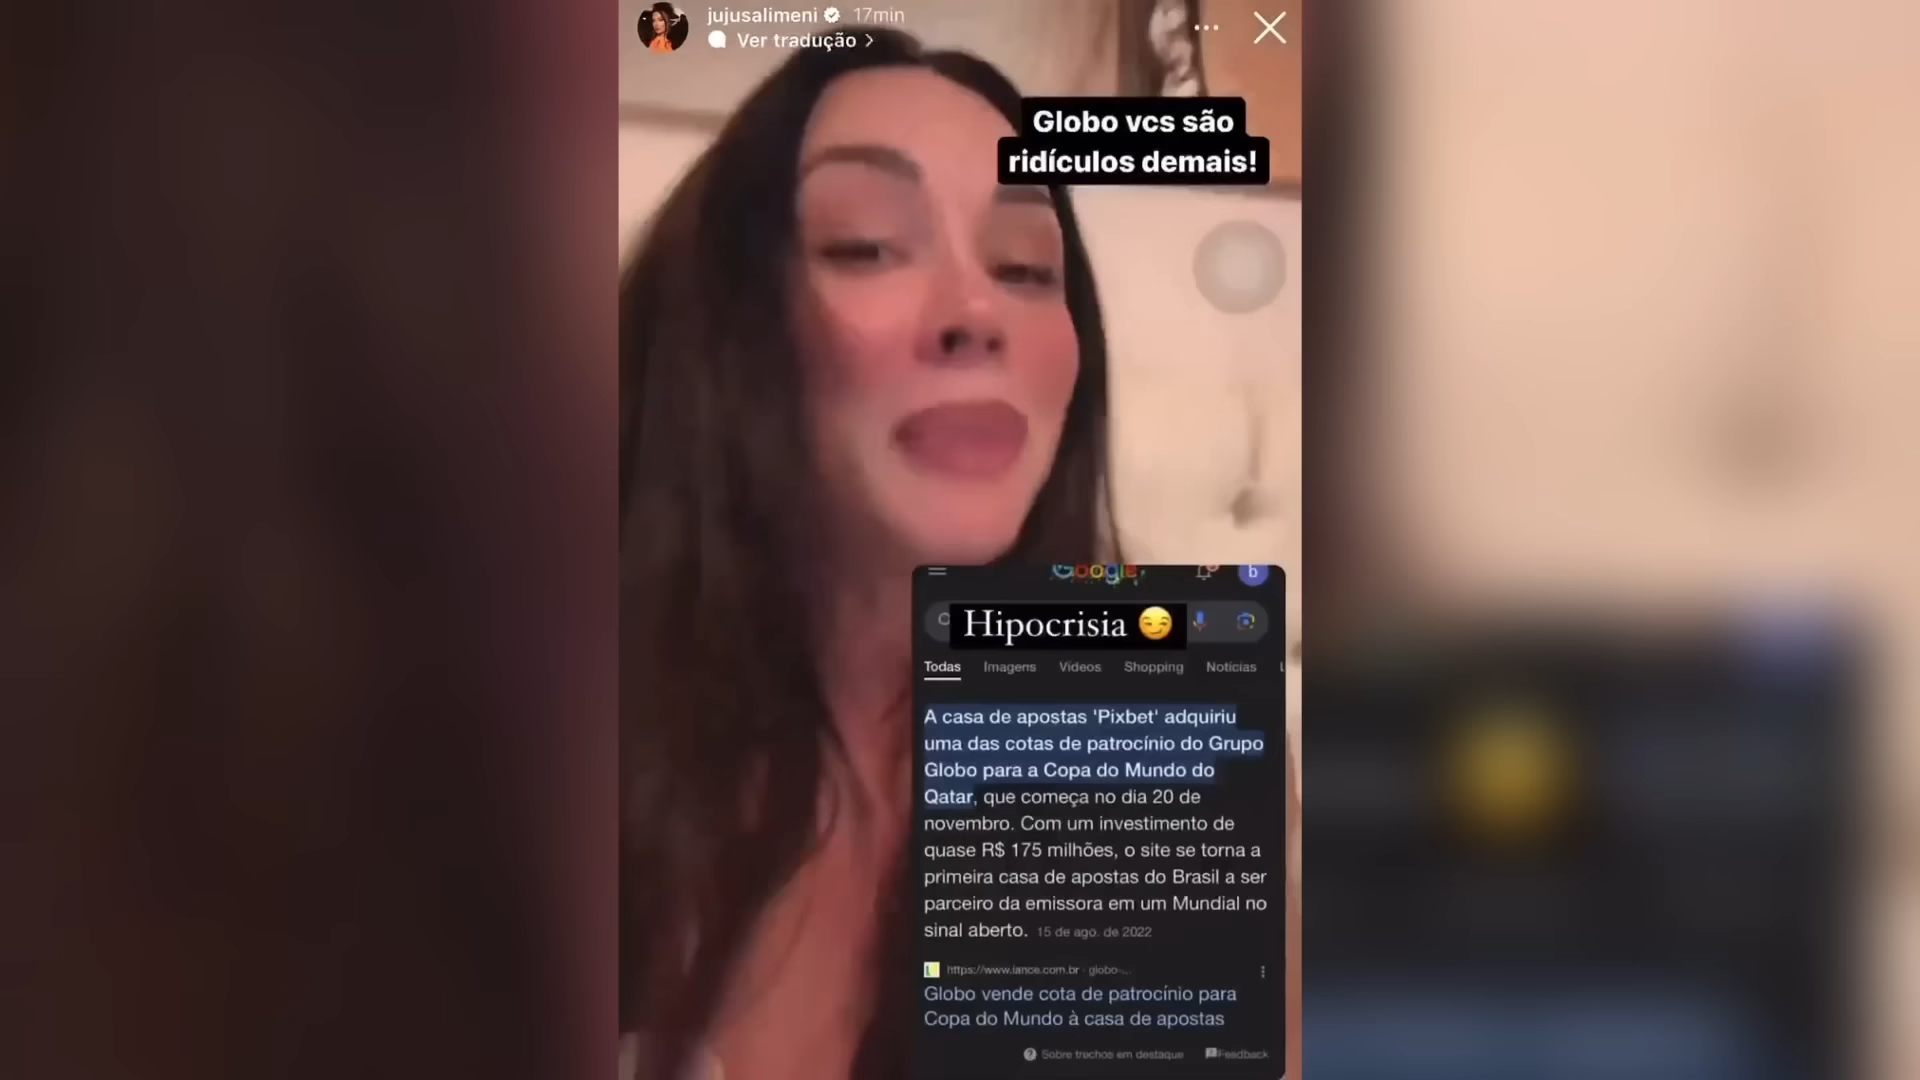 jujusalimeni 17min
Ver tradução
Globo vcs são
ridículos demais!
Google
b
Hipocrisia 😏
Todas Imagens Vídeos Shopping Notícias
A casa de apostas 'Pixbet' adquiriu
uma das cotas de patrocínio do Grupo
Globo para a Copa do Mundo do
Qatar, que começa no dia 20 de
novembro. Com um investimento de
quase R$ 175 milhões, o site se torna a
primeira casa de apostas do Brasil a ser
parceiro da emissora em um Mundial no
sinal aberto. 15 de ago. de 2022
https://www.lance.com.br › globo-...
Globo vende cota de patrocínio para
Copa do Mundo à casa de apostas
Sobre trechos em destaque Feedback